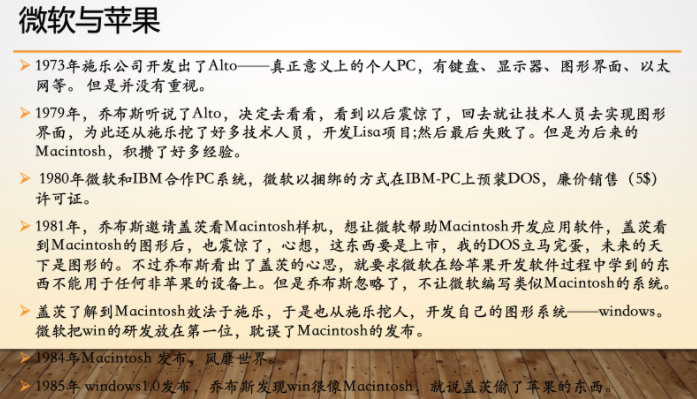 微软与苹果
1973年施乐公司开发出了Alto——真正意义上的个人PC，有键盘、显示器、图形界面、以太
网等。 但是并没有重视。
1979年，乔布斯听说了Alto，决定去看看，看到以后震惊了，回去就让技术人员去实现图形
界面，为此还从施乐挖了好多技术人员，开发Lisa项目;然后最后失败了。但是为后来的
Macintosh，积攒了好多经验。
1980年微软和IBM合作PC系统，微软以捆绑的方式在IBM-PC上预装DOS，廉价销售（5$）
许可证。
1981年，乔布斯邀请盖茨看Macintosh样机，想让微软帮助Macintosh开发应用软件，盖茨看
到Macintosh的图形后，也震惊了，心想，这东西要是上市，我的DOS立马完蛋，未来的天
下是图形的。不过乔布斯看出了盖茨的心思，就要求微软在给苹果开发软件过程中学到的东
西不能用于任何非苹果的设备上。但是乔布斯忽略了，不让微软编写类似Macintosh的系统。
盖茨了解到Macintosh效法于施乐，于是也从施乐挖人，开发自己的图形系统——windows。
微软把win的研发放在第一位，耽误了Macintosh的发布。
1984年Macintosh 发布，风靡世界。
1985年 windows1.0发布，乔布斯发现win很像Macintosh，就说盖茨偷了苹果的东西。